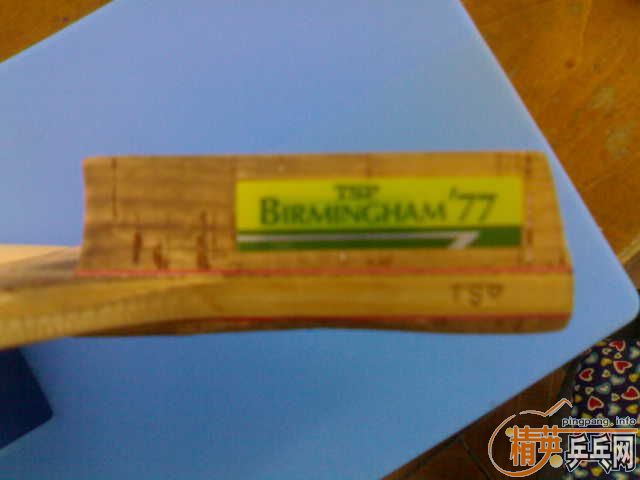 TSP
BIRMINGHAM '77
TSP
pingpang.info
精英乒乓网